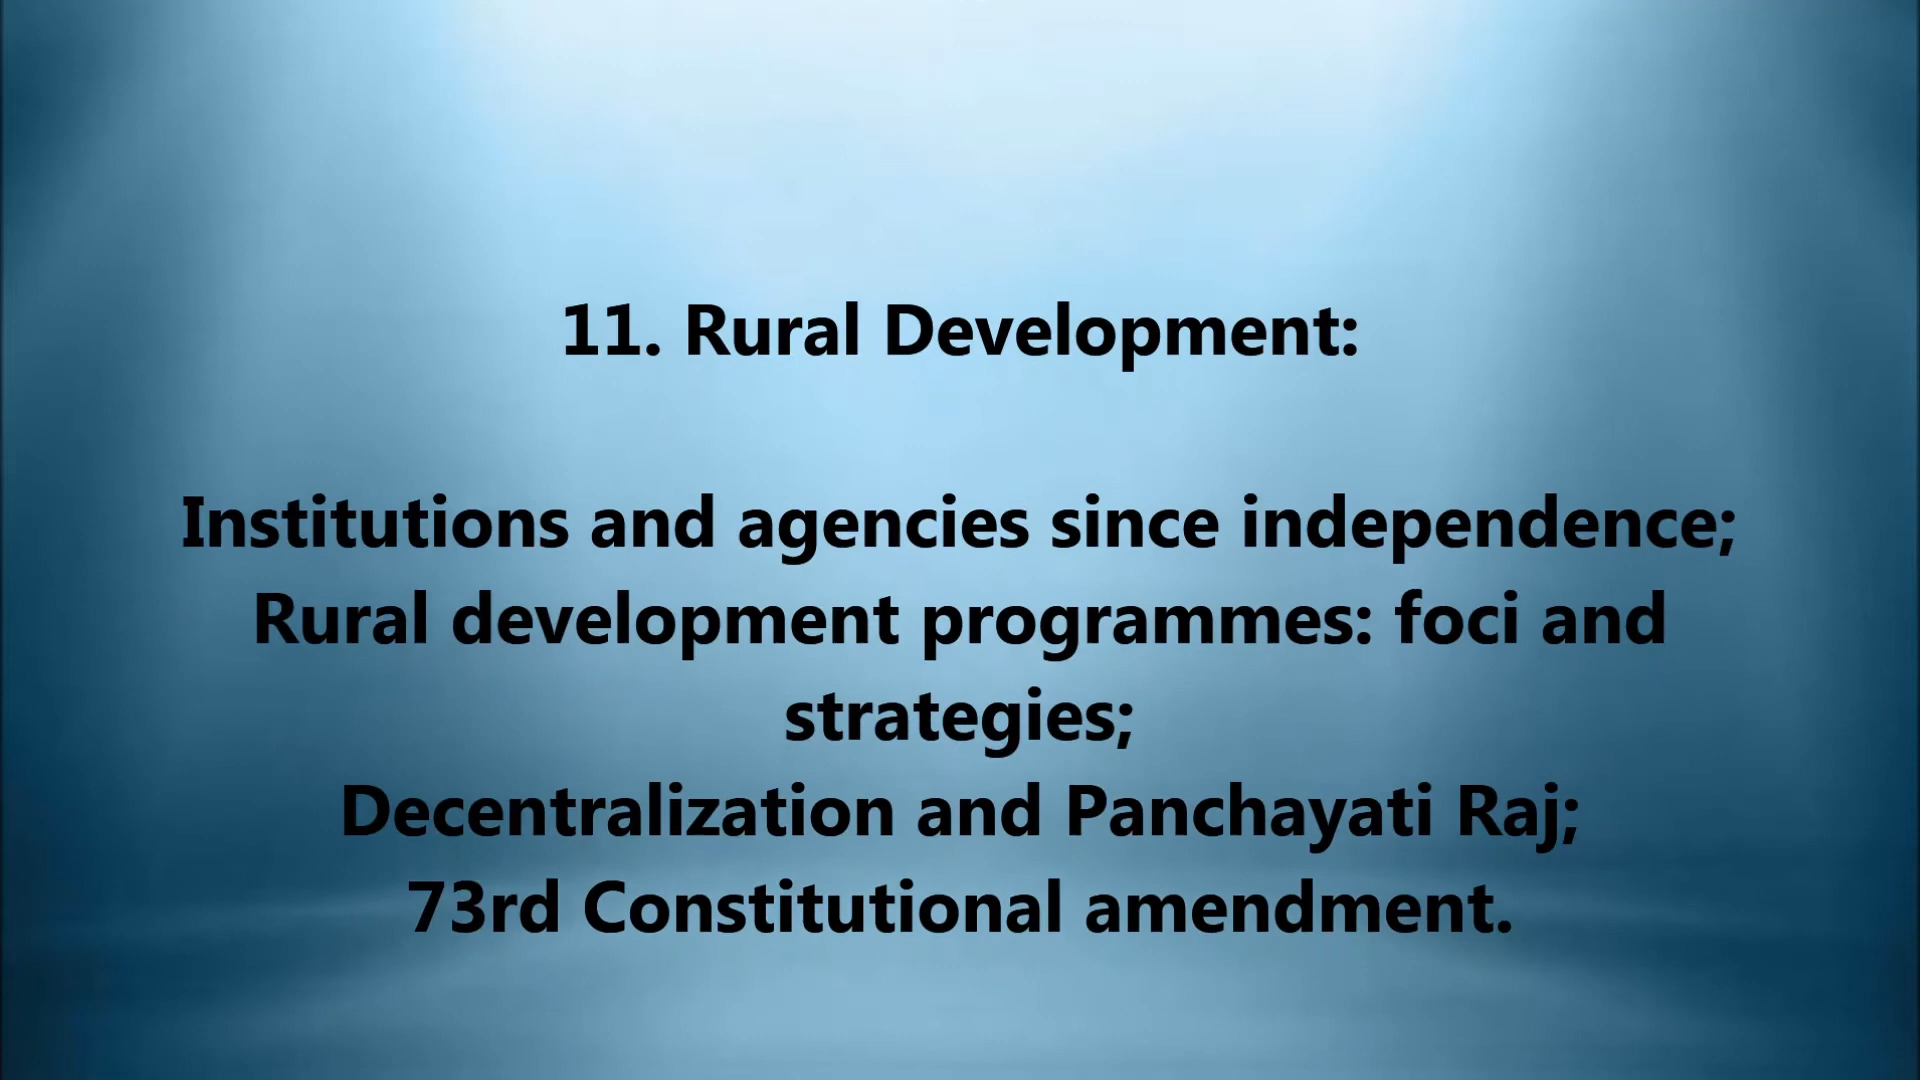 11. Rural Development:
Institutions and agencies since independence;
Rural development programmes: foci and
strategies;
Decentralization and Panchayati Raj;
73rd Constitutional amendment.